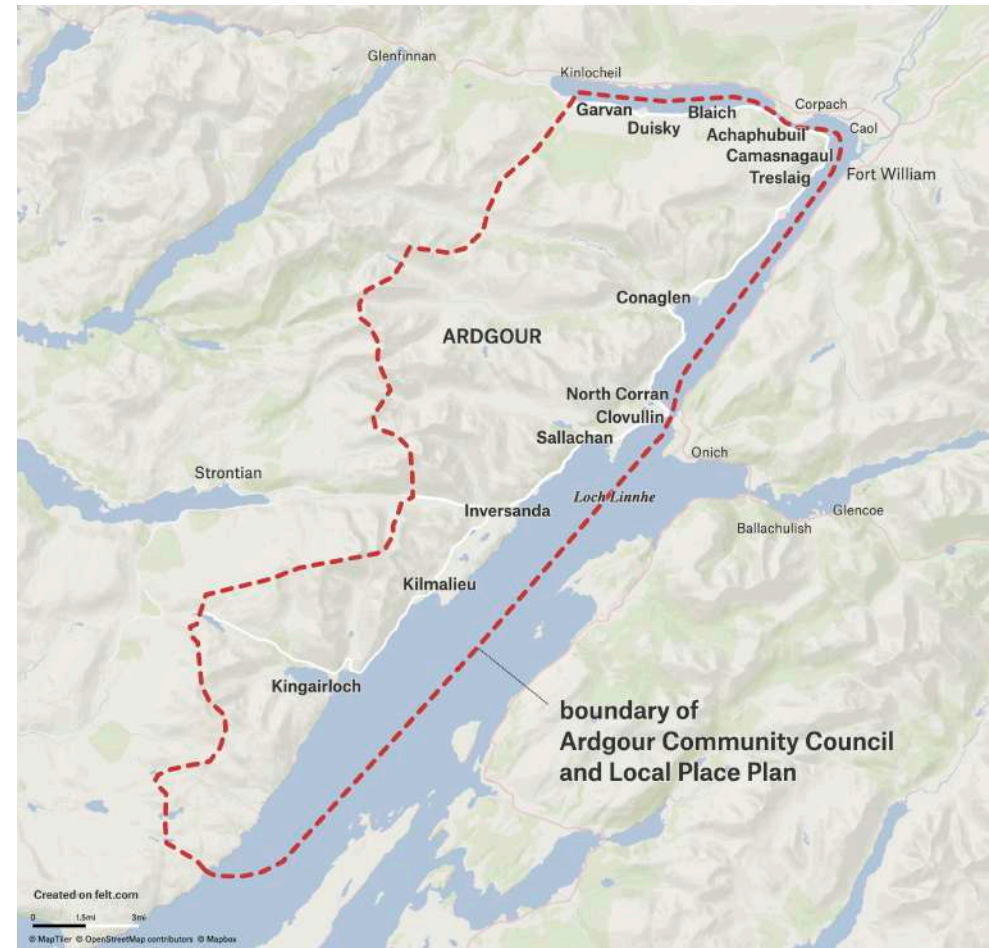 Glenfinnan
Kinlocheil
Garvan
Blaich
Corpach
Duisky
Achaphubuil
Caol
Camasnagaul
Treslaig
Fort William
Conaglen
ARDGOUR
North Corran
Clovullin
Sallachan
Onich
Strontian
Loch Linnhe
Inversanda
Glencoe
Ballachulish
Kilmalieu
Kingairloch
boundary of
Ardgour Community Council
and Local Place Plan
Created on felt.com
0 1.5mi 3mi
© MapTiler © OpenStreetMap contributors © Mapbox